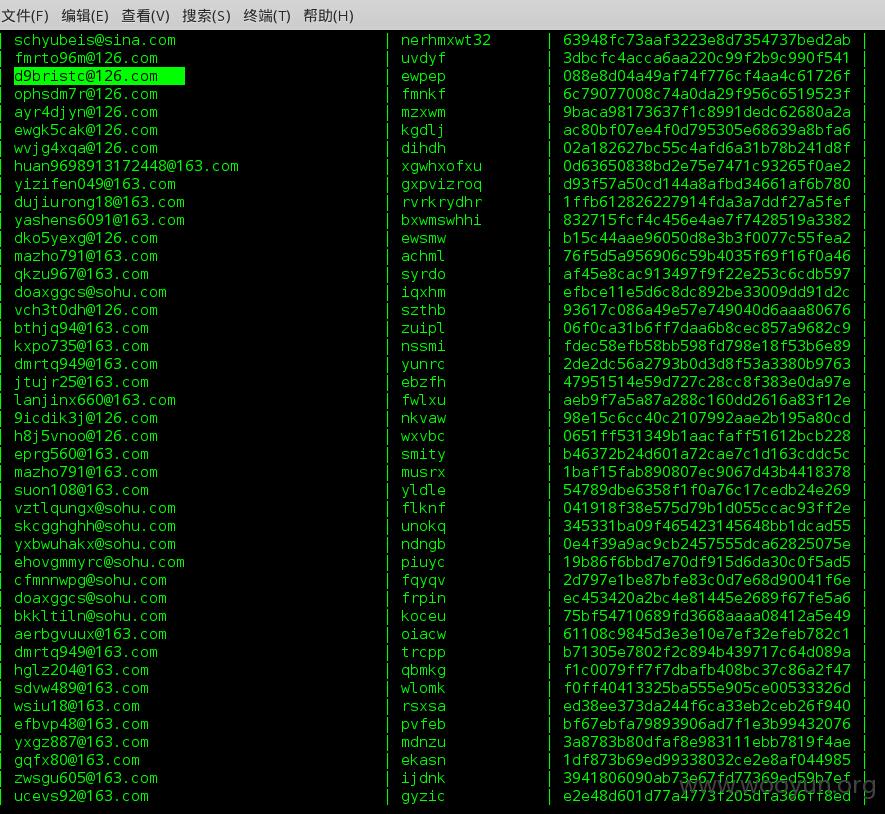 文件(F) 编辑(E) 查看(V) 搜索(S) 终端(T) 帮助(H)
| schyubeis@sina.com | nerhmxwt32 | 63948fc73aaf3223e8d7354737bed2ab |
| fmrto96m@126.com | uvdyf | 3dbcfc4acca6aa220c99f2b9c990f541 |
| d9bristc@126.com | ewpep | 088e8d04a49af74f776cf4aa4c61726f |
| ophsdm7r@126.com | fmnkf | 6c79077008c74a0da29f956c6519523f |
| ayr4djyn@126.com | mzxwm | 9baca98173637f1c8991dedc62680a2a |
| ewgk5cak@126.com | kgdlj | ac80bf07ee4f0d795305e68639a8bfa6 |
| wvjg4xqa@126.com | dihdh | 02a182627bc55c4afd6a31b78b241d8f |
| huan9698913172448@163.com | xgwhxofxu | 0d63650838bd2e75e7471c93265f0ae2 |
| yizifen049@163.com | gxpvizroq | d93f57a50cd144a8afbd34661af6b780 |
| dujiurong18@163.com | rvrkrydhr | 1ffb612826227914fda3a7ddf27a5fef |
| yashens6091@163.com | bxwmswhhi | 832715fcf4c456e4ae7f7428519a3382 |
| dko5yexg@126.com | ewsmw | b15c44aae96050d8e3b3f0077c55fea2 |
| mazho791@163.com | achml | 76f5d5a956906c59b4035f69f16f0a46 |
| qkzu967@163.com | syrdo | af45e8cac913497f9f22e253c6cdb597 |
| doaxggcs@sohu.com | iqxhm | efbce11e5d6c8dc892be33009dd91d2c |
| vch3t0dh@126.com | szthb | 93617c086a49e57e749040d6aaa80676 |
| bthjq94@163.com | zuipl | 06f0ca31b6ff7daa6b8cec857a9682c9 |
| kxpo735@163.com | nssmi | fdec58efb58bb598fd798e18f53b6e89 |
| dmrtq949@163.com | yunrc | 2de2dc56a2793b0d3d8f53a3380b9763 |
| jtujr25@163.com | ebzfh | 47951514e59d727c28cc8f383e0da97e |
| lanjinx660@163.com | fwlxu | aeb9f7a5a87a288c160dd2616a83f12e |
| 9icdik3j@126.com | nkvaw | 98e15c6cc40c2107992aae2b195a80cd |
| h8j5vnoo@126.com | wxvbc | 0651ff531349b1aacfaff51612bcb228 |
| eprg560@163.com | smity | b46372b24d601a72cae7c1d163cddc5c |
| mazho791@163.com | musrx | 1baf15fab890807ec9067d43b4418378 |
| suon108@163.com | yldle | 54789dbe6358f1f0a76c17cedb24e269 |
| vztlqungx@sohu.com | flknf | 041918f38e575d79b1d055ccac93ff2e |
| skcgghghh@sohu.com | unokq | 345331ba09f465423145648bb1dcad55 |
| yxbwuhakx@sohu.com | ndngb | 0e4f39a9ac9cb2457555dca62825075e |
| ehovgmmyrc@sohu.com | piuyc | 19b86f6bbd7e70df915d6da30c0f5ad5 |
| cfmnnwpg@sohu.com | fqyqv | 2d797e1be87bfe83c0d7e68d90041f6e |
| doaxggcs@sohu.com | frpin | ec453420a2bc4e81445e2689f67fe5a6 |
| bkkltiln@sohu.com | koceu | 75bf54710689fd3668aaaa08412a5e49 |
| aerbgvuux@163.com | oiacw | 61108c9845d3e3e10e7ef32efeb782c1 |
| dmrtq949@163.com | trcpp | b71305e7802f2c894b439717c64d089a |
| hglz204@163.com | qbmkg | f1c0079ff7f7dbafb408bc37c86a2f47 |
| sdvw489@163.com | wlomk | f0ff40413325ba555e905ce00533326d |
| wsiu18@163.com | rsxsa | ed38ee373da244f6ca33eb2ceb26f940 |
| efbvp48@163.com | pvfeb | bf67ebfa79893906ad7f1e3b99432076 |
| yxgz887@163.com | mdnzu | 3a8783b80dfaf8e983111ebb7819f4ae |
| gqfx80@163.com | ekasn | 1df873b69ed99338032ce2e8af044985 |
| zwsgu605@163.com | ijdnk | 3941806090ab73e67fd77369ed59b7ef |
| ucevs92@163.com | gyzic | e2e48d601d77a4773f205dfa366ff8ed |
www.wooyun.org